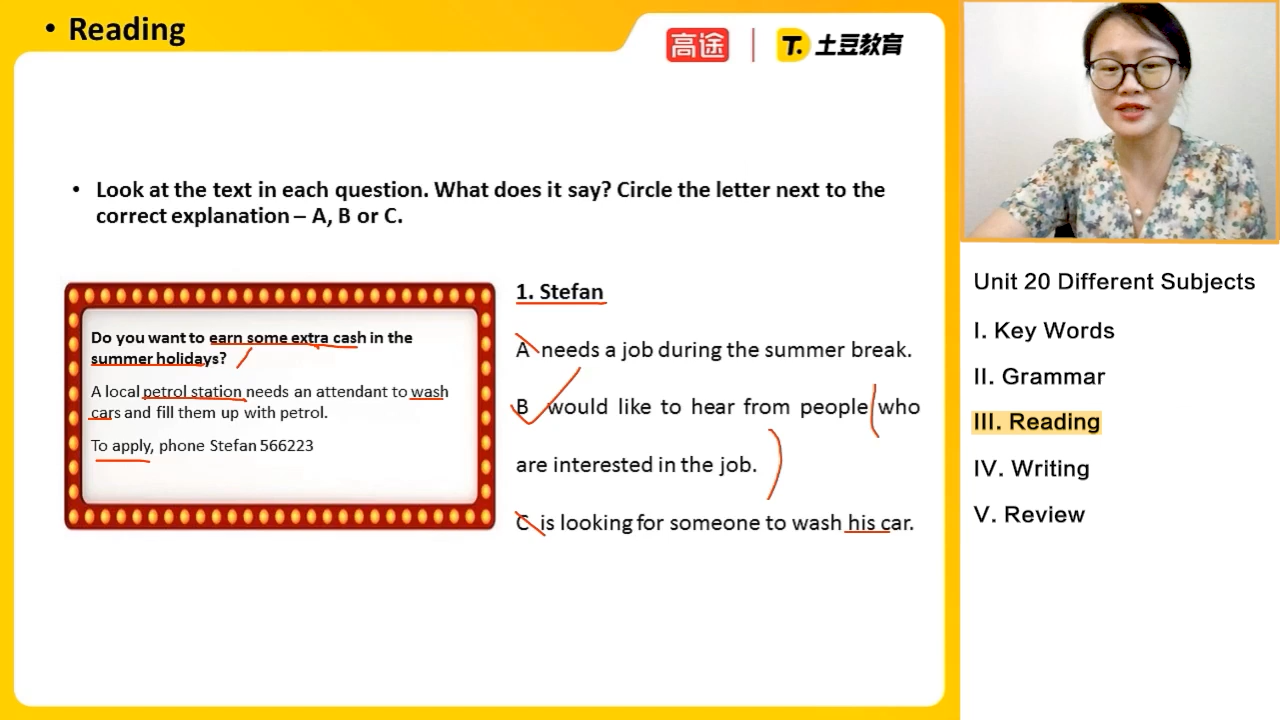 • Reading
高途
T. 土豆教育
• Look at the text in each question. What does it say? Circle the letter next to the
correct explanation – A, B or C.
Do you want to earn some extra cash in the
summer holidays?
A local petrol station needs an attendant to wash
cars and fill them up with petrol.
To apply, phone Stefan 566223
1. Stefan
A needs a job during the summer break.
B would like to hear from people who
are interested in the job.
C is looking for someone to wash his car.
Unit 20 Different Subjects
I. Key Words
II. Grammar
III. Reading
IV. Writing
V. Review